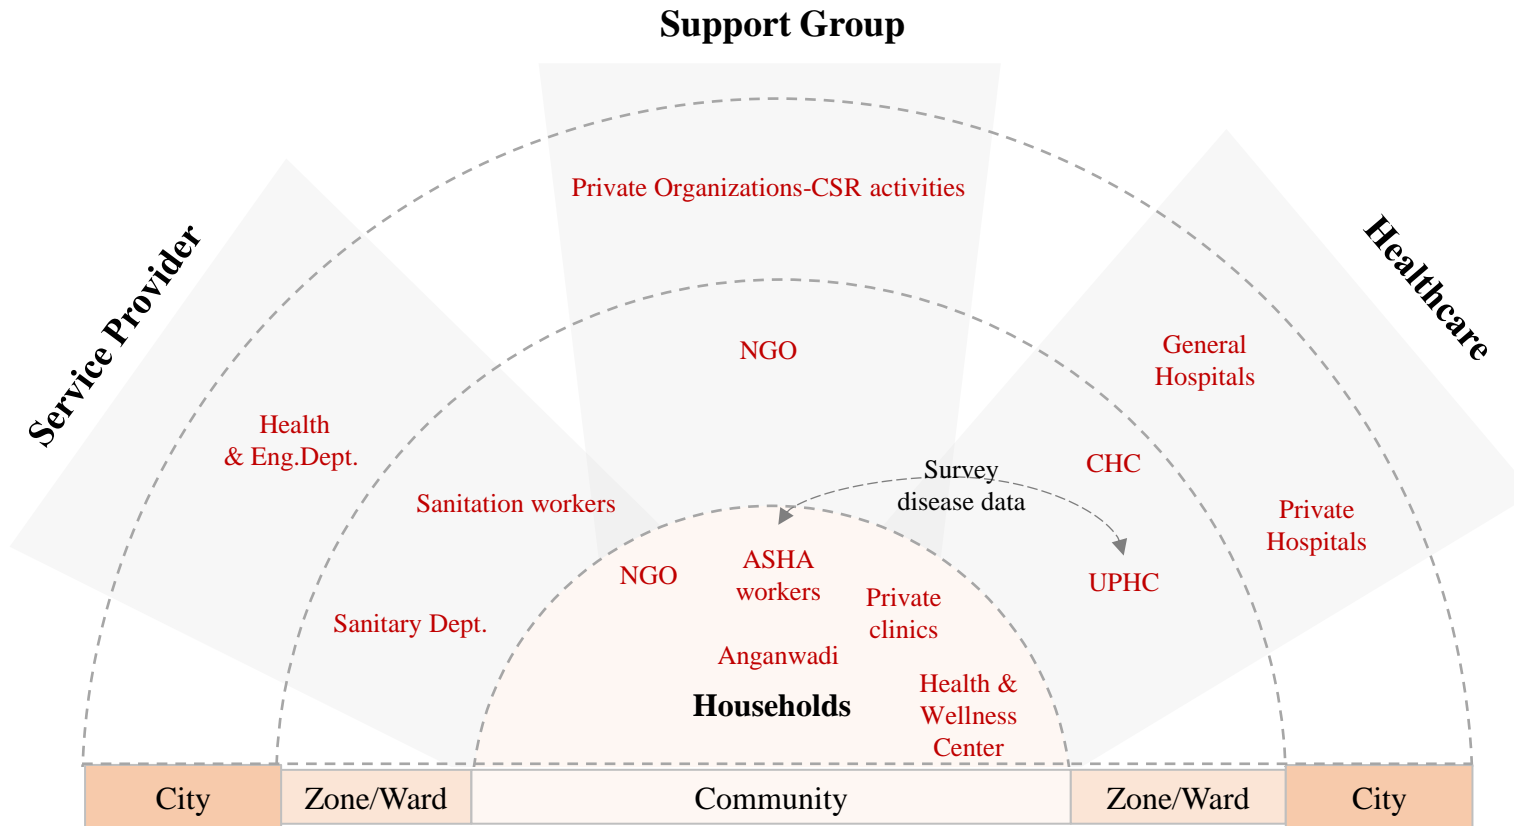 Support Group
Private Organizations-CSR activities
Service Provider
Healthcare
General
Hospitals
NGO
Health
& Eng.Dept.
CHC
Survey
disease data
Sanitation workers
Private
Hospitals
NGO
ASHA
workers
UPHC
Private
clinics
Sanitary Dept.
Anganwadi
Households
Health &
Wellness
Center
City
Zone/Ward
Community
Zone/Ward
City